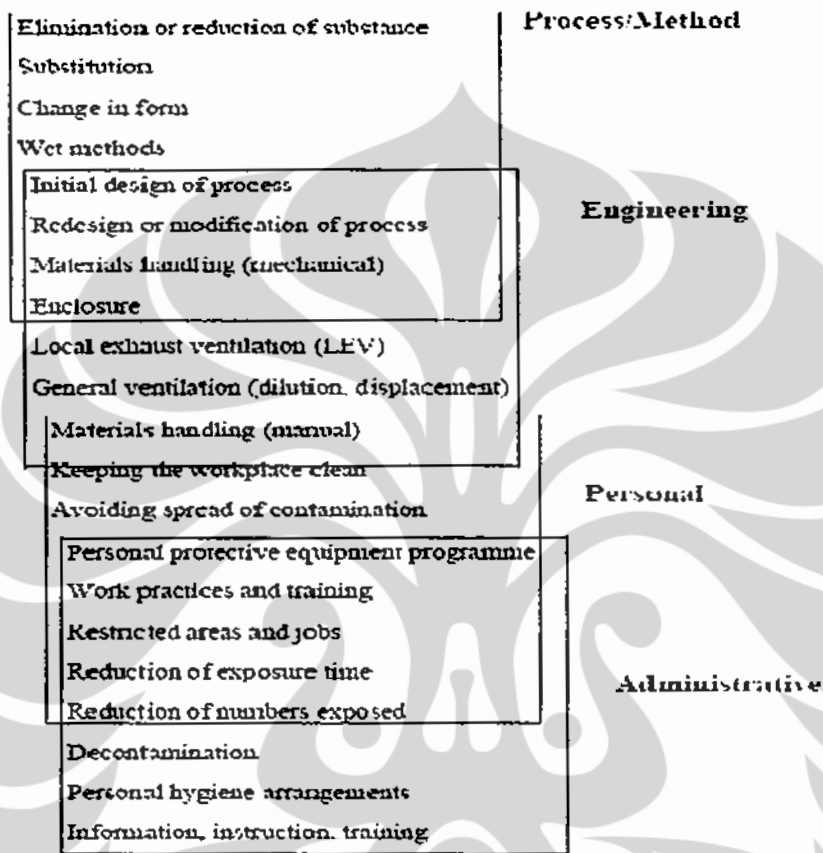 Elimination or reduction of substance
Process/Method
Substitution
Change in form
Wet methods
Initial design of process
Engineering
Redesign or modification of process
Materials handling (mechanical)
Enclosure
Local exhaust ventilation (LEV)
General ventilation (dilution, displacement)
Materials handling (manual)
Keeping the workplace clean
Personal
Avoiding spread of contamination
Personal protective equipment programme
Work practices and training
Restricted areas and jobs
Reduction of exposure time
Administrative
Reduction of numbers exposed
Decontamination
Personal hygiene arrangements
Information, instruction, training